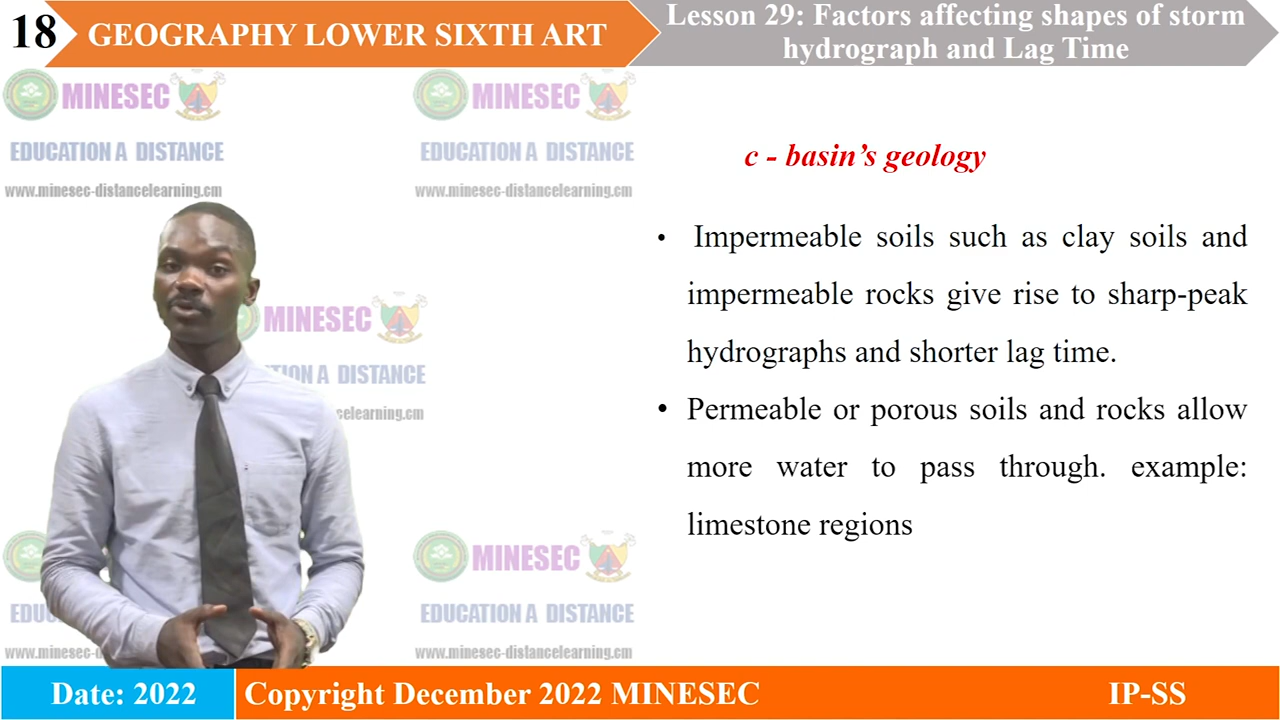 18
GEOGRAPHY LOWER SIXTH ART
Lesson 29: Factors affecting shapes of storm
hydrograph and Lag Time
MINESEC
MINESEC
EDUCATION A DISTANCE
EDUCATION A DISTANCE
www.minesec-distancelearning.cm
www.minesec-distancelearning.cm
c - basin’s geology
• Impermeable soils such as clay soils and
impermeable rocks give rise to sharp-peak
hydrographs and shorter lag time.
• Permeable or porous soils and rocks allow
more water to pass through. example:
limestone regions
MINESEC
A DISTANCE
MINESEC
EDUCATION A DISTANCE
www.minesec-distancelearning.cm
Date: 2022
Copyright December 2022 MINESEC
IP-SS